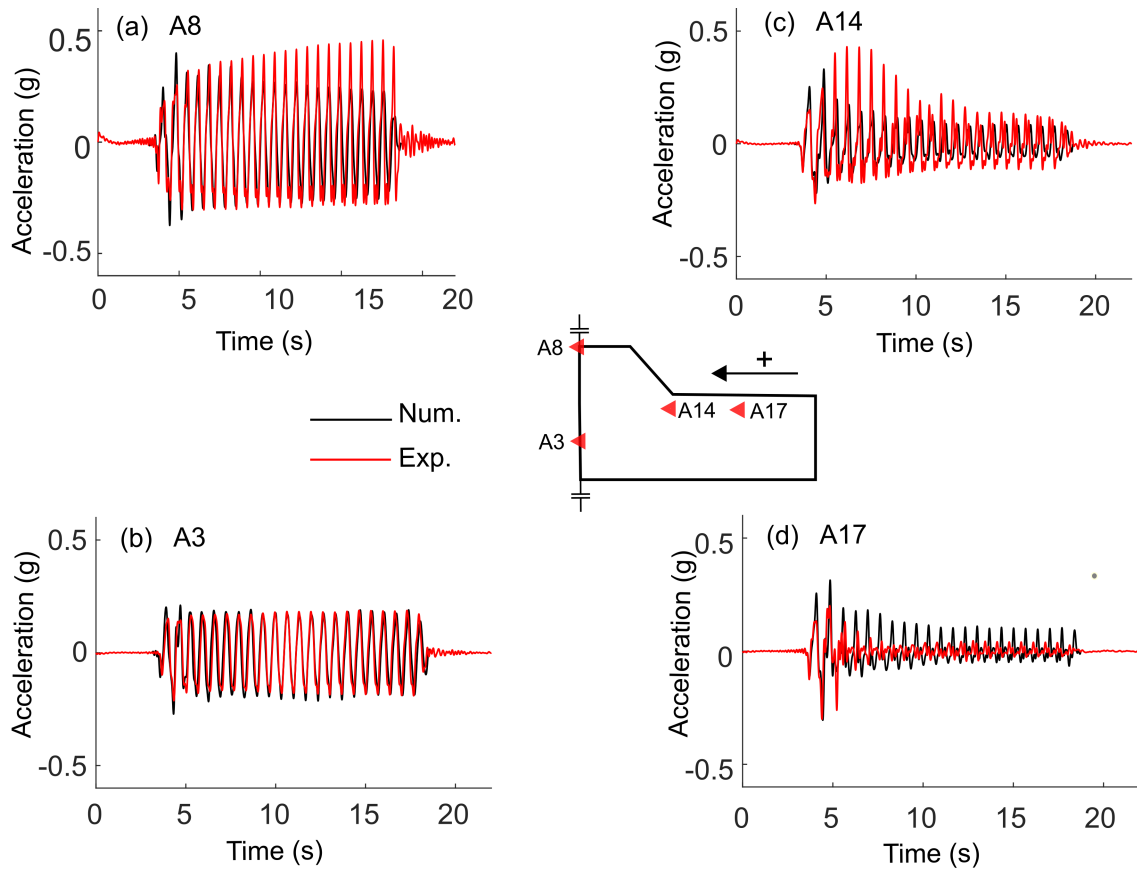 (a) A8
Acceleration (g)
0.5
0
-0.5
0 5 10 15 20
Time (s)
(c) A14
Acceleration (g)
0.5
0
-0.5
0 5 10 15 20
Time (s)
Num.
Exp.
A8
+
A14 A17
A3
(b) A3
Acceleration (g)
0.5
0
-0.5
0 5 10 15 20
Time (s)
(d) A17
Acceleration (g)
0.5
0
-0.5
0 5 10 15 20
Time (s)